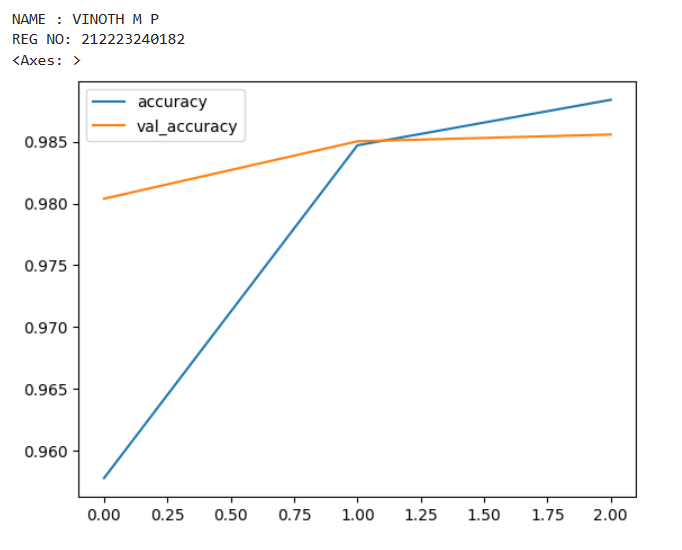 NAME : VINOTH M P
REG NO: 212223240182
<Axes: >
accuracy
val_accuracy
0.985
0.980
0.975
0.970
0.965
0.960
0.00 0.25 0.50 0.75 1.00 1.25 1.50 1.75 2.00